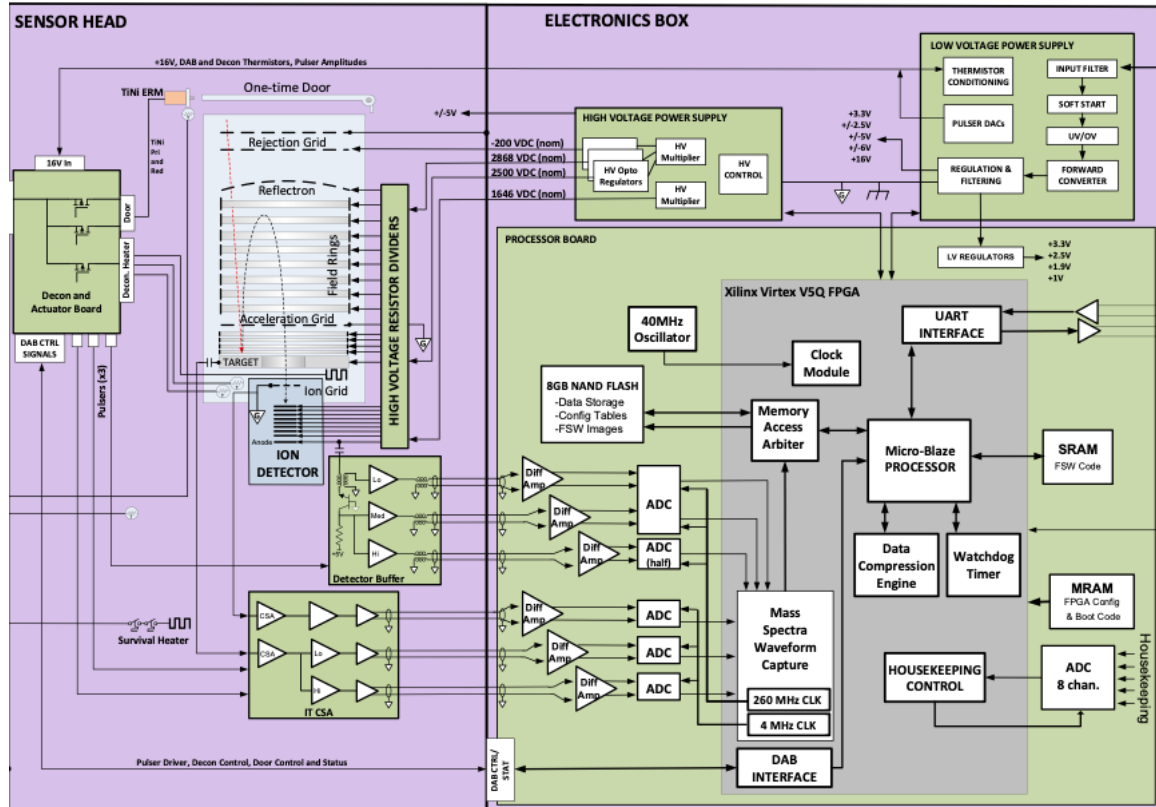 SENSOR HEAD
ELECTRONICS BOX
LOW VOLTAGE POWER SUPPLY
+16V, DAB and Decon Thermistors, Pulser Amplitudes
THERMISTOR
CONDITIONING
INPUT FILTER
TiNi ERM
One-time Door
SOFT START
PULSER DACs
UV/OV
REGULATION &
FILTERING
FORWARD
CONVERTER
+3.3V
+/-2.5V
+/-5V
+/-6V
+16V
+/-5V
HIGH VOLTAGE POWER SUPPLY
HV
Multiplier
HV Opto
Regulators
HV
CONTROL
HV
Multiplier
-200 VDC (nom)
2868 VDC (nom)
2500 VDC (nom)
1646 VDC (nom)
G
TiNi
Pri
and
Red
16V In
Door
Decon. Heater
Decon and
Actuator Board
DAB CTRL
SIGNALS
Pulsers (x3)
Rejection Grid
Reflectron
Field Rings
Acceleration Grid
TARGET
Ion Grid
G
G
Anode
ION
DETECTOR
HIGH VOLTAGE RESISTOR DIVIDERS
PROCESSOR BOARD
LV REGULATORS
+3.3V
+2.5V
+1.9V
+1V
Xilinx Virtex V5Q FPGA
UART
INTERFACE
40MHz
Oscillator
Clock
Module
8GB NAND FLASH
-Data Storage
-Config Tables
-FSW Images
Memory
Access
Arbiter
Micro-Blaze
PROCESSOR
SRAM
FSW Code
Data
Compression
Engine
Watchdog
Timer
MRAM
FPGA Config
& Boot Code
Lo
Med
Hi
Detector Buffer
Diff
Amp
Diff
Amp
Diff
Amp
ADC
ADC
(half)
Mass
Spectra
Waveform
Capture
260 MHz CLK
4 MHz CLK
HOUSEKEEPING
CONTROL
ADC
8 chan.
Housekeeping
Survival Heater
CSA
CSA
Lo
Hi
IT CSA
Diff
Amp
Diff
Amp
Diff
Amp
ADC
ADC
ADC
Pulser Driver, Decon Control, Door Control and Status
DAB CTRL/
STAT
DAB
INTERFACE